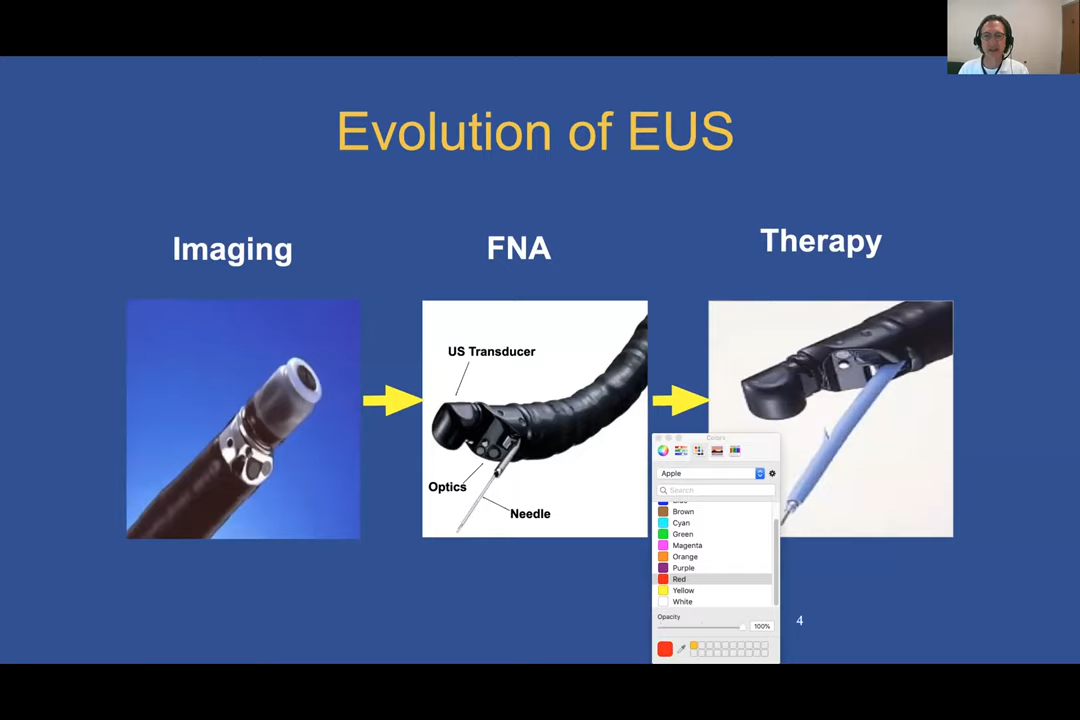 Evolution of EUS
Imaging
FNA
Therapy
US Transducer
Optics
Needle
Colors
Apple
Search
Brown
Cyan
Green
Magenta
Orange
Purple
Red
Yellow
White
Opacity
100%
4